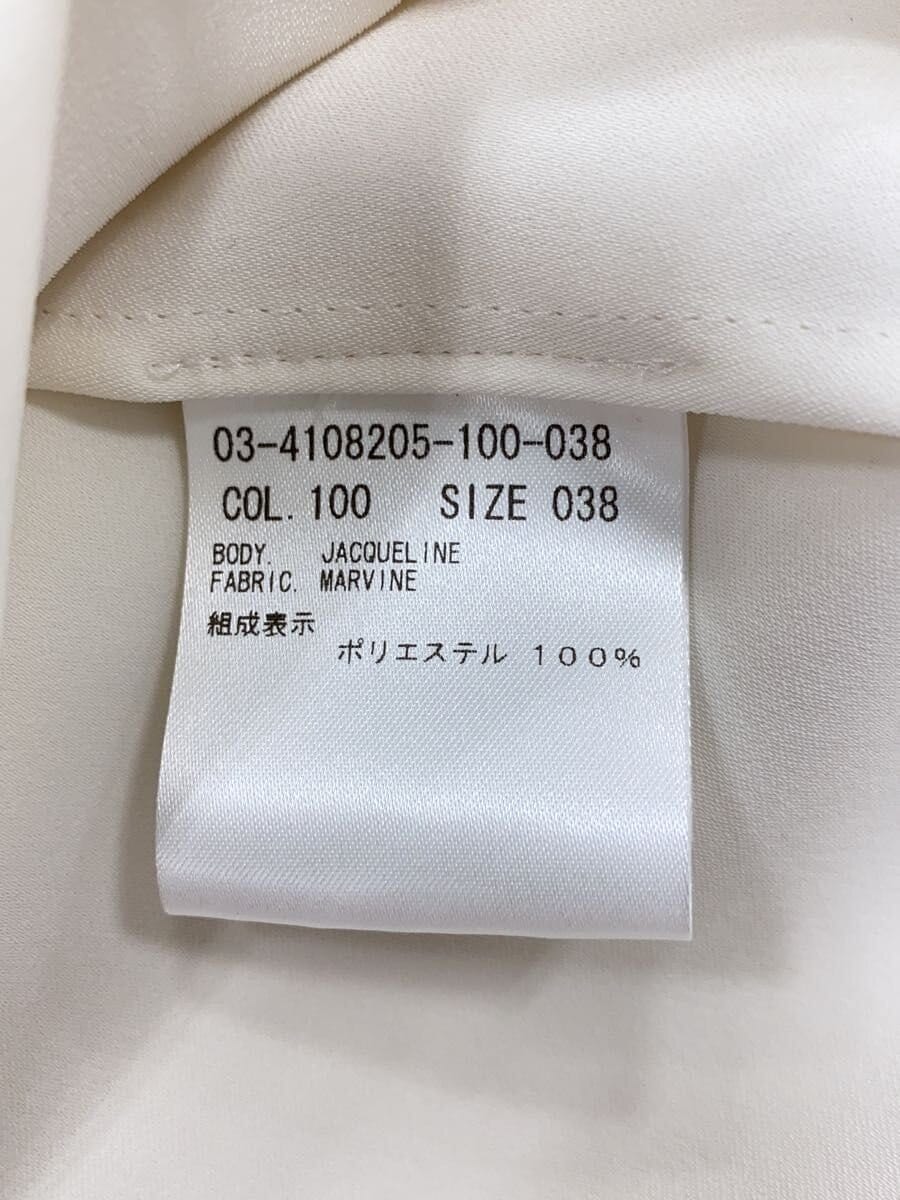 03-4108205-100-038
COL. 100 SIZE 038
BODY. JACQUELINE
FABRIC. MARVINE
組成表示
ポリエステル 100%